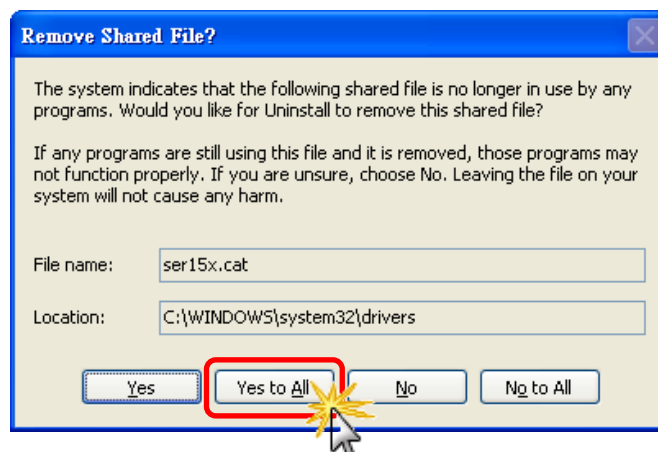 Remove Shared File?
The system indicates that the following shared file is no longer in use by any
programs. Would you like for Uninstall to remove this shared file?
If any programs are still using this file and it is removed, those programs may
not function properly. If you are unsure, choose No. Leaving the file on your
system will not cause any harm.
File name: ser15x.cat
Location: C:\WINDOWS\system32\drivers
Yes Yes to All No No to All